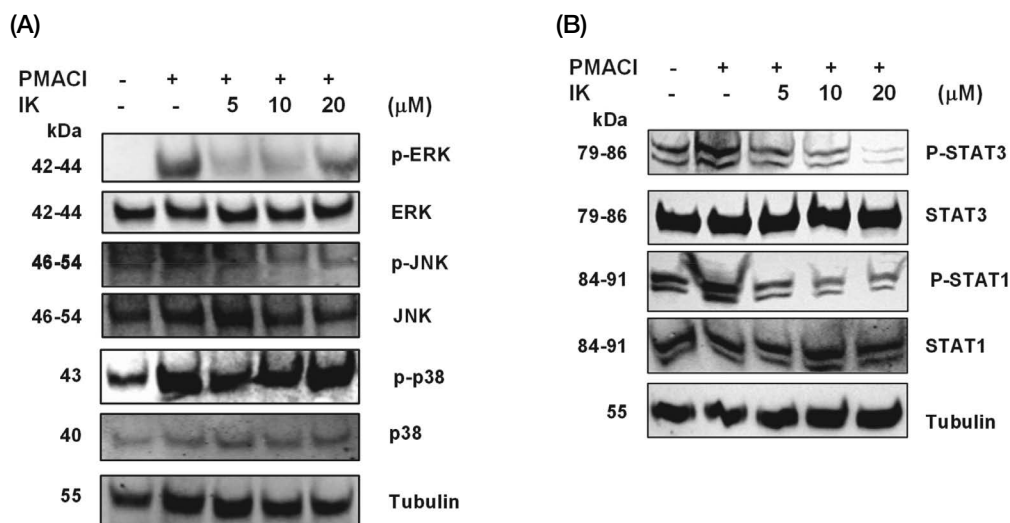 (A)
PMACI - + + + +
IK - - 5 10 20 (μM)
kDa
42-44 p-ERK
42-44 ERK
46-54 p-JNK
46-54 JNK
43 p-p38
40 p38
55 Tubulin
(B)
PMACI - + + + +
IK - - 5 10 20 (μM)
kDa
79-86 P-STAT3
79-86 STAT3
84-91 P-STAT1
84-91 STAT1
55 Tubulin